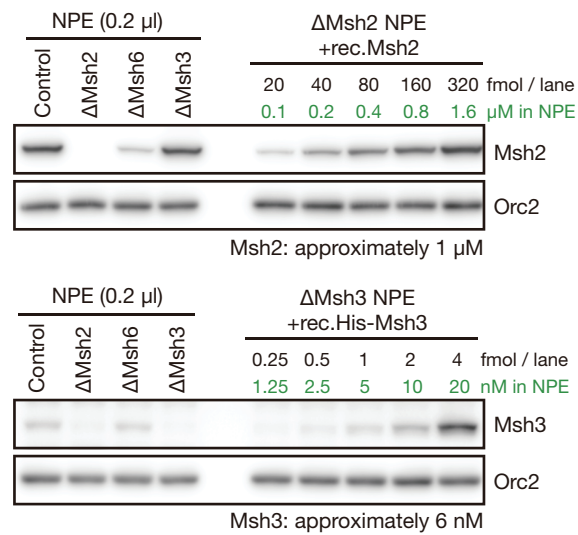 NPE (0.2 µl)
ΔMsh2 NPE
+rec.Msh2
Control
ΔMsh2
ΔMsh6
ΔMsh3
20 40 80 160 320 fmol / lane
0.1 0.2 0.4 0.8 1.6 µM in NPE
Msh2
Orc2
Msh2: approximately 1 µM
NPE (0.2 µl)
ΔMsh3 NPE
+rec.His-Msh3
Control
ΔMsh2
ΔMsh6
ΔMsh3
0.25 0.5 1 2 4 fmol / lane
1.25 2.5 5 10 20 nM in NPE
Msh3
Orc2
Msh3: approximately 6 nM